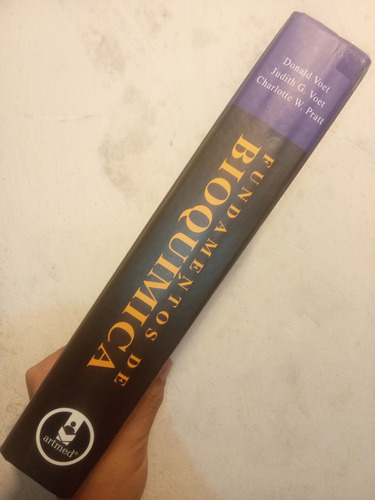 Donald Voet
Judith G. Voet
Charlotte W. Pratt
FUNDAMENTOS DE
BIOQUÍMICA
artmed®